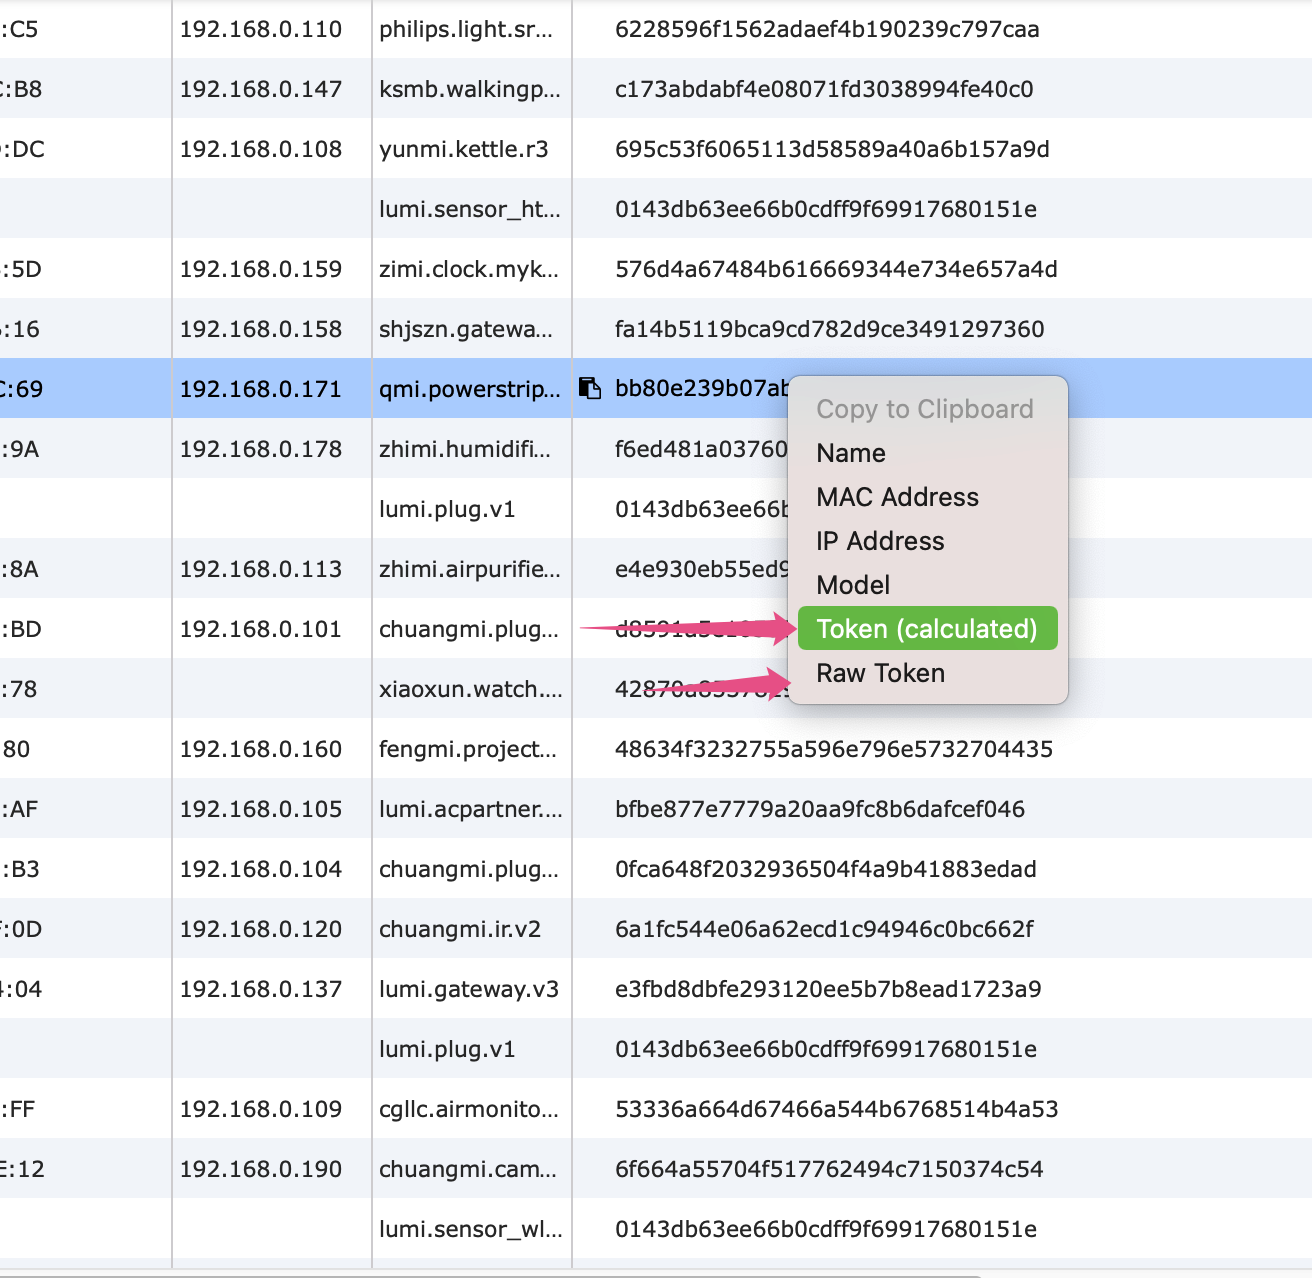 :C5 192.168.0.110 philips.light.sr... 6228596f1562adaef4b190239c797caa
:B8 192.168.0.147 ksmb.walkingp... c173abdabf4e08071fd3038994fe40c0
:DC 192.168.0.108 yunmi.kettle.r3 695c53f6065113d58589a40a6b157a9d
lumi.sensor_ht... 0143db63ee66b0cdff9f69917680151e
:5D 192.168.0.159 zimi.clock.myk... 576d4a67484b616669344e734e657a4d
:16 192.168.0.158 shjszn.gatewa... fa14b5119bca9cd782d9ce3491297360
:69 192.168.0.171 qmi.powerstrip... bb80e239b07ab
Copy to Clipboard
:9A 192.168.0.178 zhimi.humidifi... f6ed481a03760
Name
MAC Address
lumi.plug.v1 0143db63ee66b
IP Address
:8A 192.168.0.113 zhimi.airpurifie... e4e930eb55ed9
Model
:BD 192.168.0.101 chuangmi.plug...
Token (calculated)
Raw Token
:78 xiaoxun.watch....
80 192.168.0.160 fengmi.project... 48634f3232755a596e796e5732704435
:AF 192.168.0.105 lumi.acpartner.... bfbe877e7779a20aa9fc8b6dafcef046
:B3 192.168.0.104 chuangmi.plug... 0fca648f2032936504f4a9b41883edad
:0D 192.168.0.120 chuangmi.ir.v2 6a1fc544e06a62ecd1c94946c0bc662f
:04 192.168.0.137 lumi.gateway.v3 e3fbd8dbfe293120ee5b7b8ead1723a9
lumi.plug.v1 0143db63ee66b0cdff9f69917680151e
:FF 192.168.0.109 cgllc.airmonito... 53336a664d67466a544b6768514b4a53
:12 192.168.0.190 chuangmi.cam... 6f664a55704f517762494c7150374c54
lumi.sensor_wl... 0143db63ee66b0cdff9f69917680151e